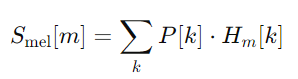 S_mel[m] = ∑_k P[k] · H_m[k]